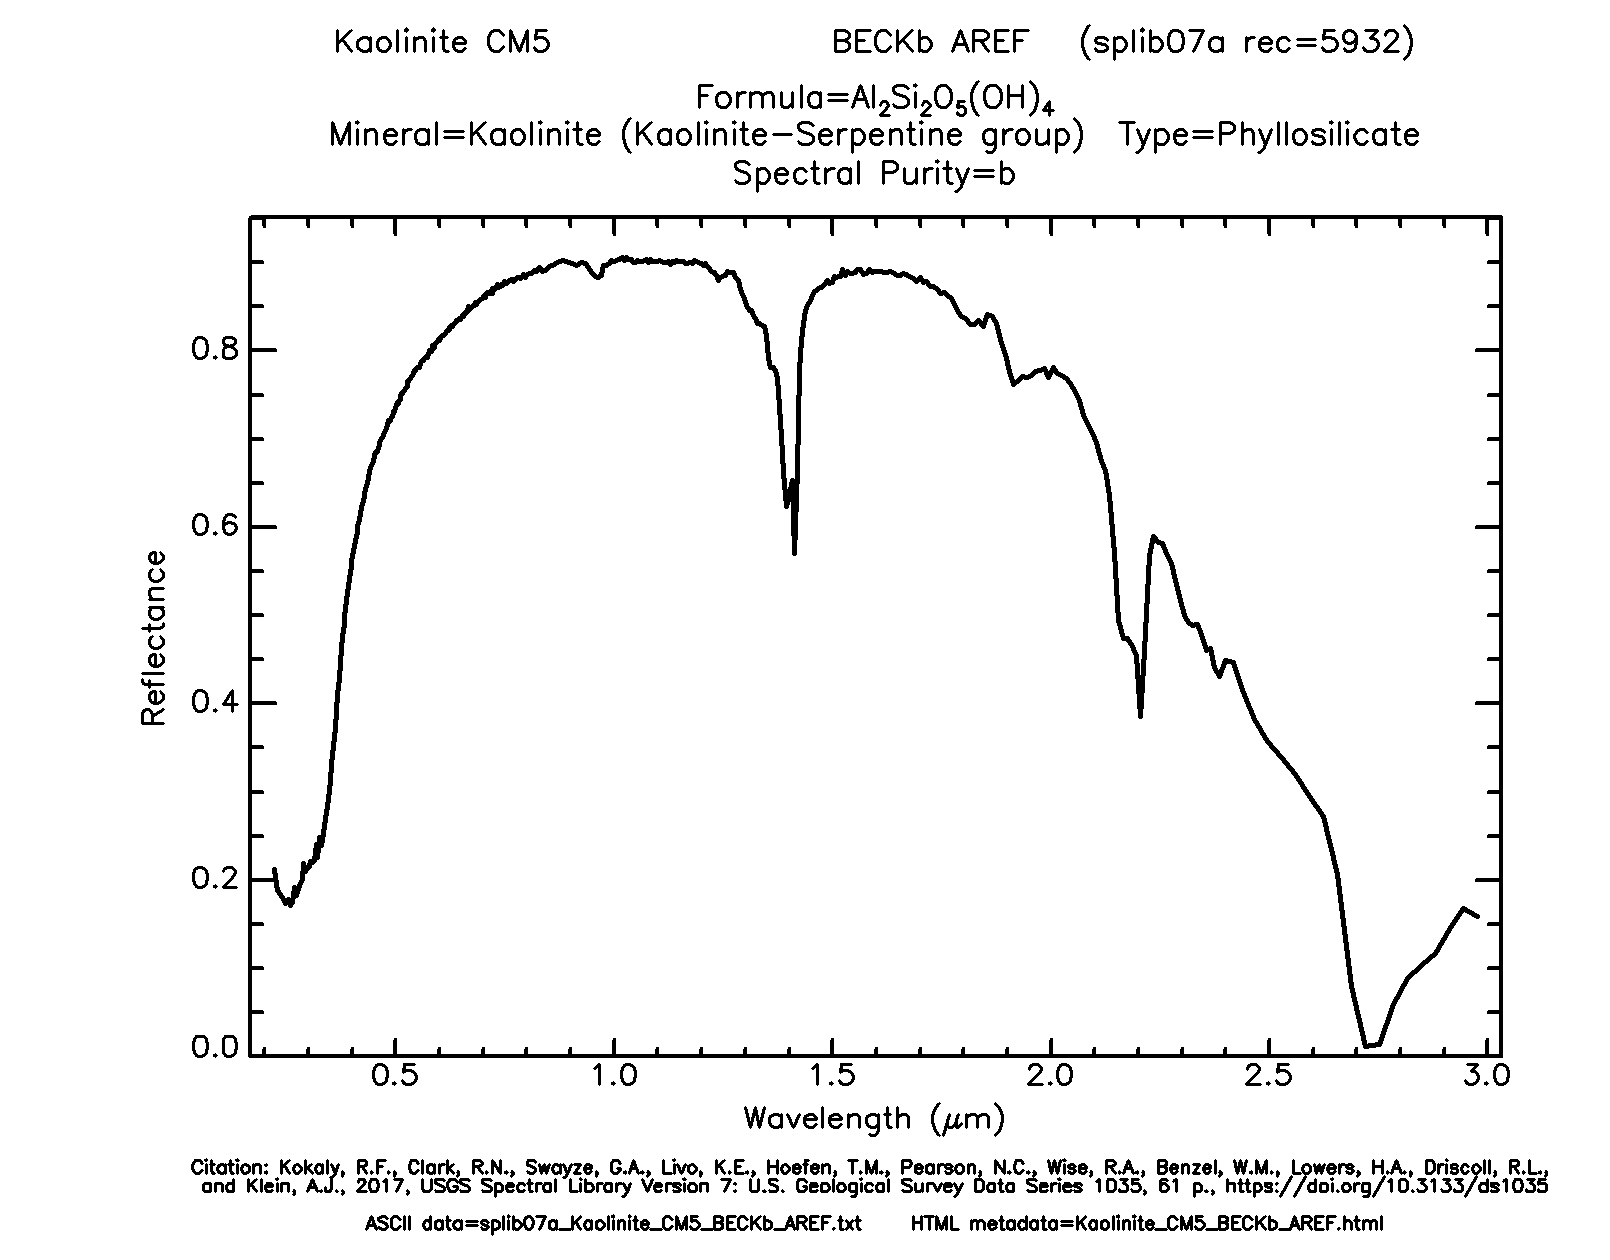 Kaolinite CM5 BECKb AREF (splib07a rec=5932)
Formula=Al₂Si₂O₅(OH)₄
Mineral=Kaolinite (Kaolinite-Serpentine group) Type=Phyllosilicate
Spectral Purity=b
0.8
0.6
0.4
0.2
0.0
Reflectance
0.5 1.0 1.5 2.0 2.5 3.0
Wavelength (μm)
Citation: Kokaly, R.F., Clark, R.N., Swayze, G.A., Livo, K.E., Hoefen, T.M., Pearson, N.C., Wise, R.A., Benzel, W.M., Lowers, H.A., Driscoll, R.L.,
and Klein, A.J., 2017, USGS Spectral Library Version 7: U.S. Geological Survey Data Series 1035, 61 p., https://doi.org/10.3133/ds1035
ASCII data=splib07a_Kaolinite_CM5_BECKb_AREF.txt HTML metadata=Kaolinite_CM5_BECKb_AREF.html